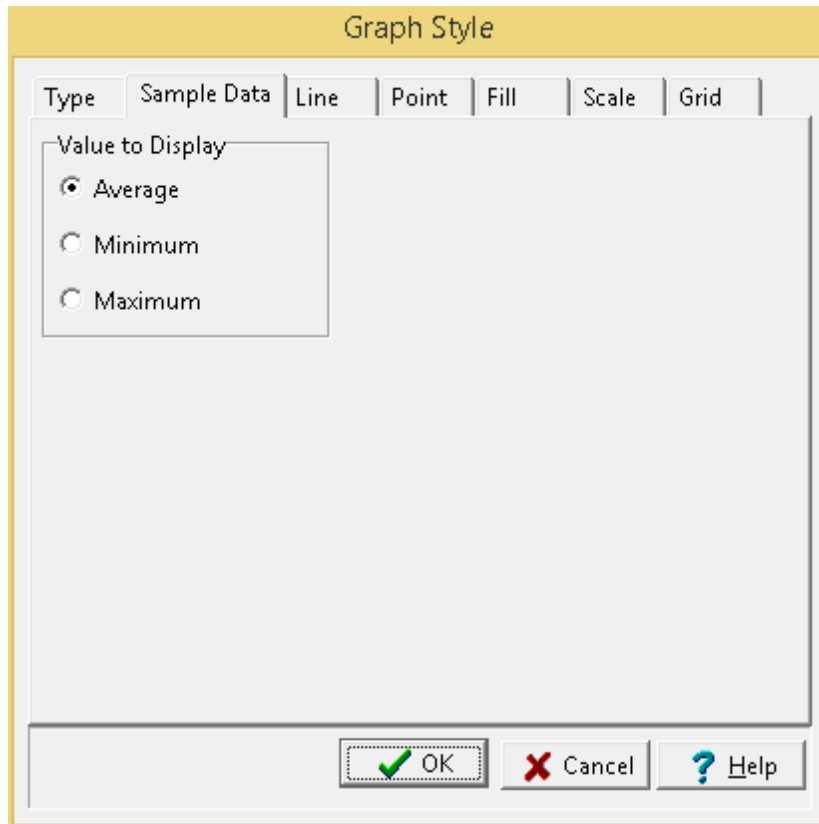 Graph Style
Type Sample Data Line Point Fill Scale Grid
Value to Display
Average
Minimum
Maximum
OK Cancel Help